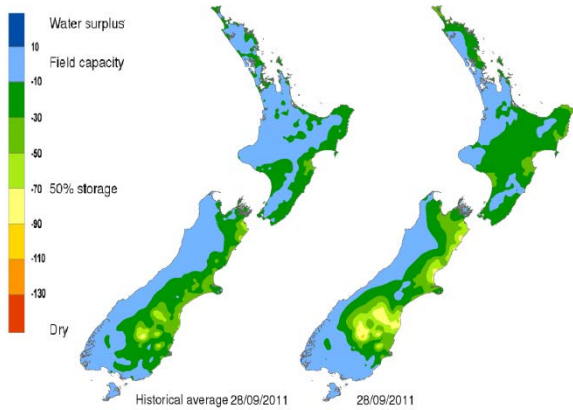 Water surplus
10
Field capacity
-10
-30
-50
50% storage
-70
-90
-110
-130
Dry
Historical average 28/09/2011
28/09/2011